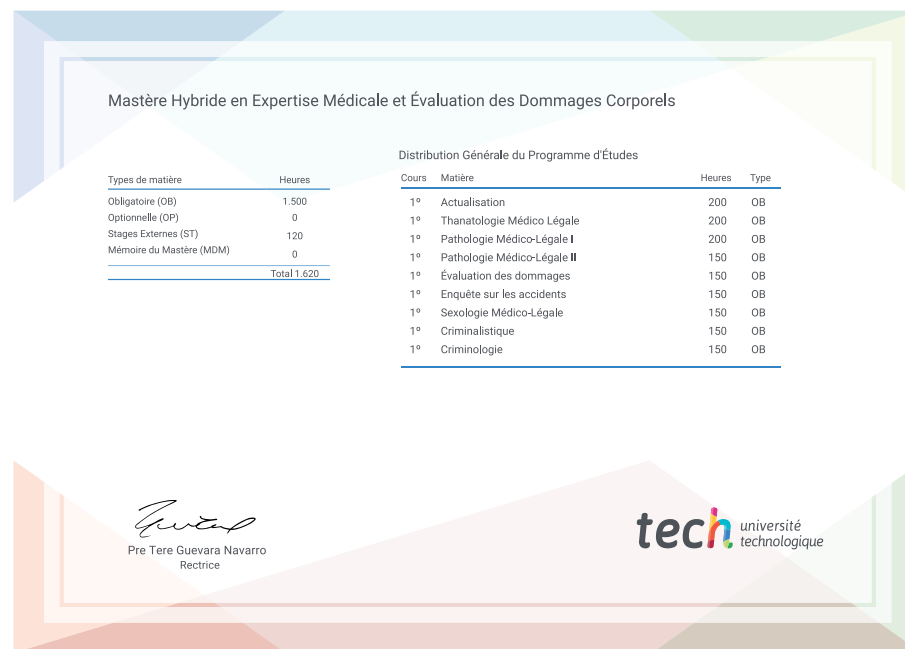 Mastère Hybride en Expertise Médicale et Évaluation des Dommages Corporels
Types de matière Heures
Obligatoire (OB) 1.500
Optionnelle (OP) 0
Stages Externes (ST) 120
Mémoire du Mastère (MDM) 0
Total 1.620
Distribution Générale du Programme d'Études
Cours Matière Heures Type
1º Actualisation 200 OB
1º Thanatologie Médico Légale 200 OB
1º Pathologie Médico-Légale I 200 OB
1º Pathologie Médico-Légale II 150 OB
1º Évaluation des dommages 150 OB
1º Enquête sur les accidents 150 OB
1º Sexologie Médico-Légale 150 OB
1º Criminalistique 150 OB
1º Criminologie 150 OB
Pre Tere Guevara Navarro
Rectrice
tech université
technologique